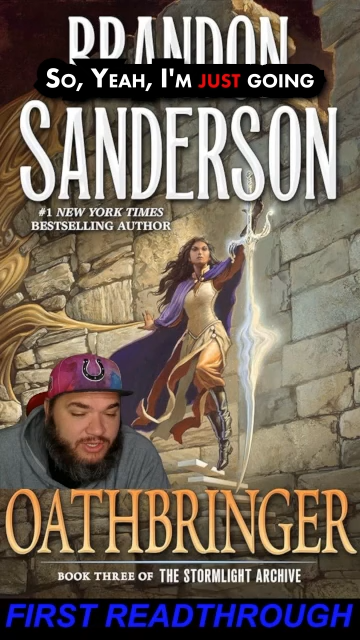 BRANDON
So, Yeah, I'm just going
SANDERSON
#1 NEW YORK TIMES
BESTSELLING AUTHOR
OATHBRINGER
BOOK THREE OF THE STORMLIGHT ARCHIVE
FIRST READTHROUGH